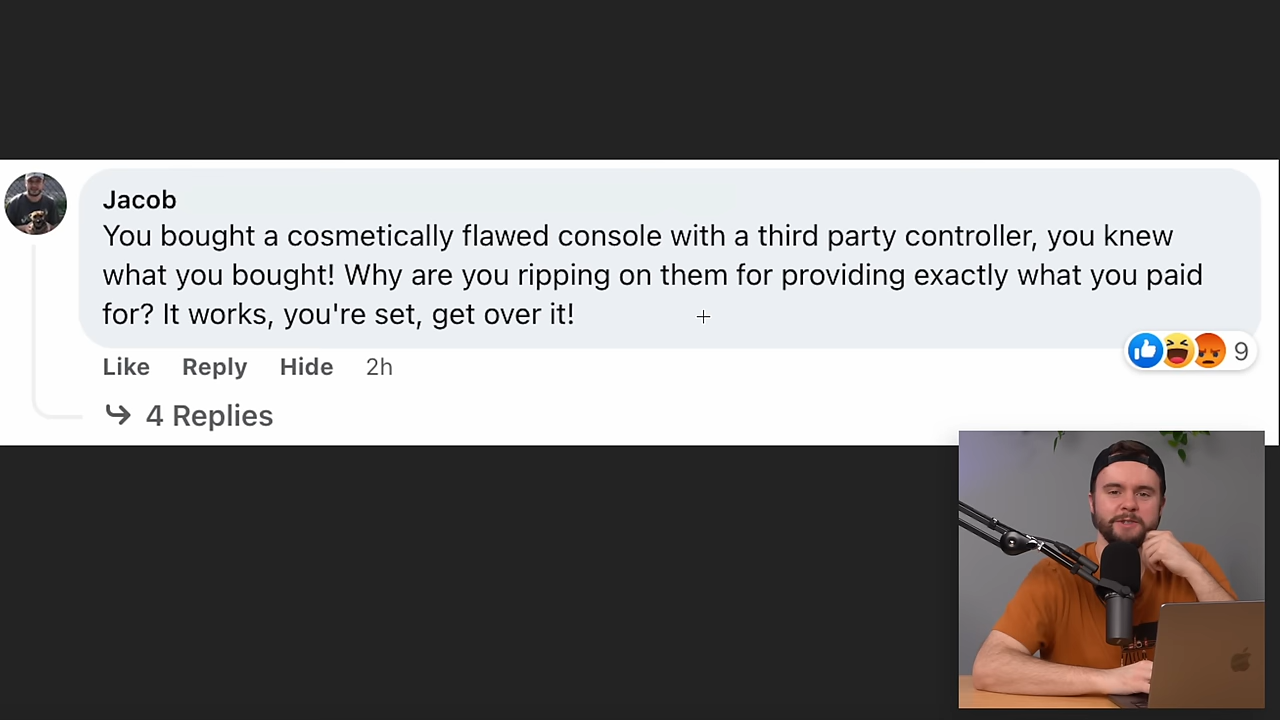 Jacob
You bought a cosmetically flawed console with a third party controller, you knew
what you bought! Why are you ripping on them for providing exactly what you paid
for? It works, you're set, get over it!
Like Reply Hide 2h
9
4 Replies